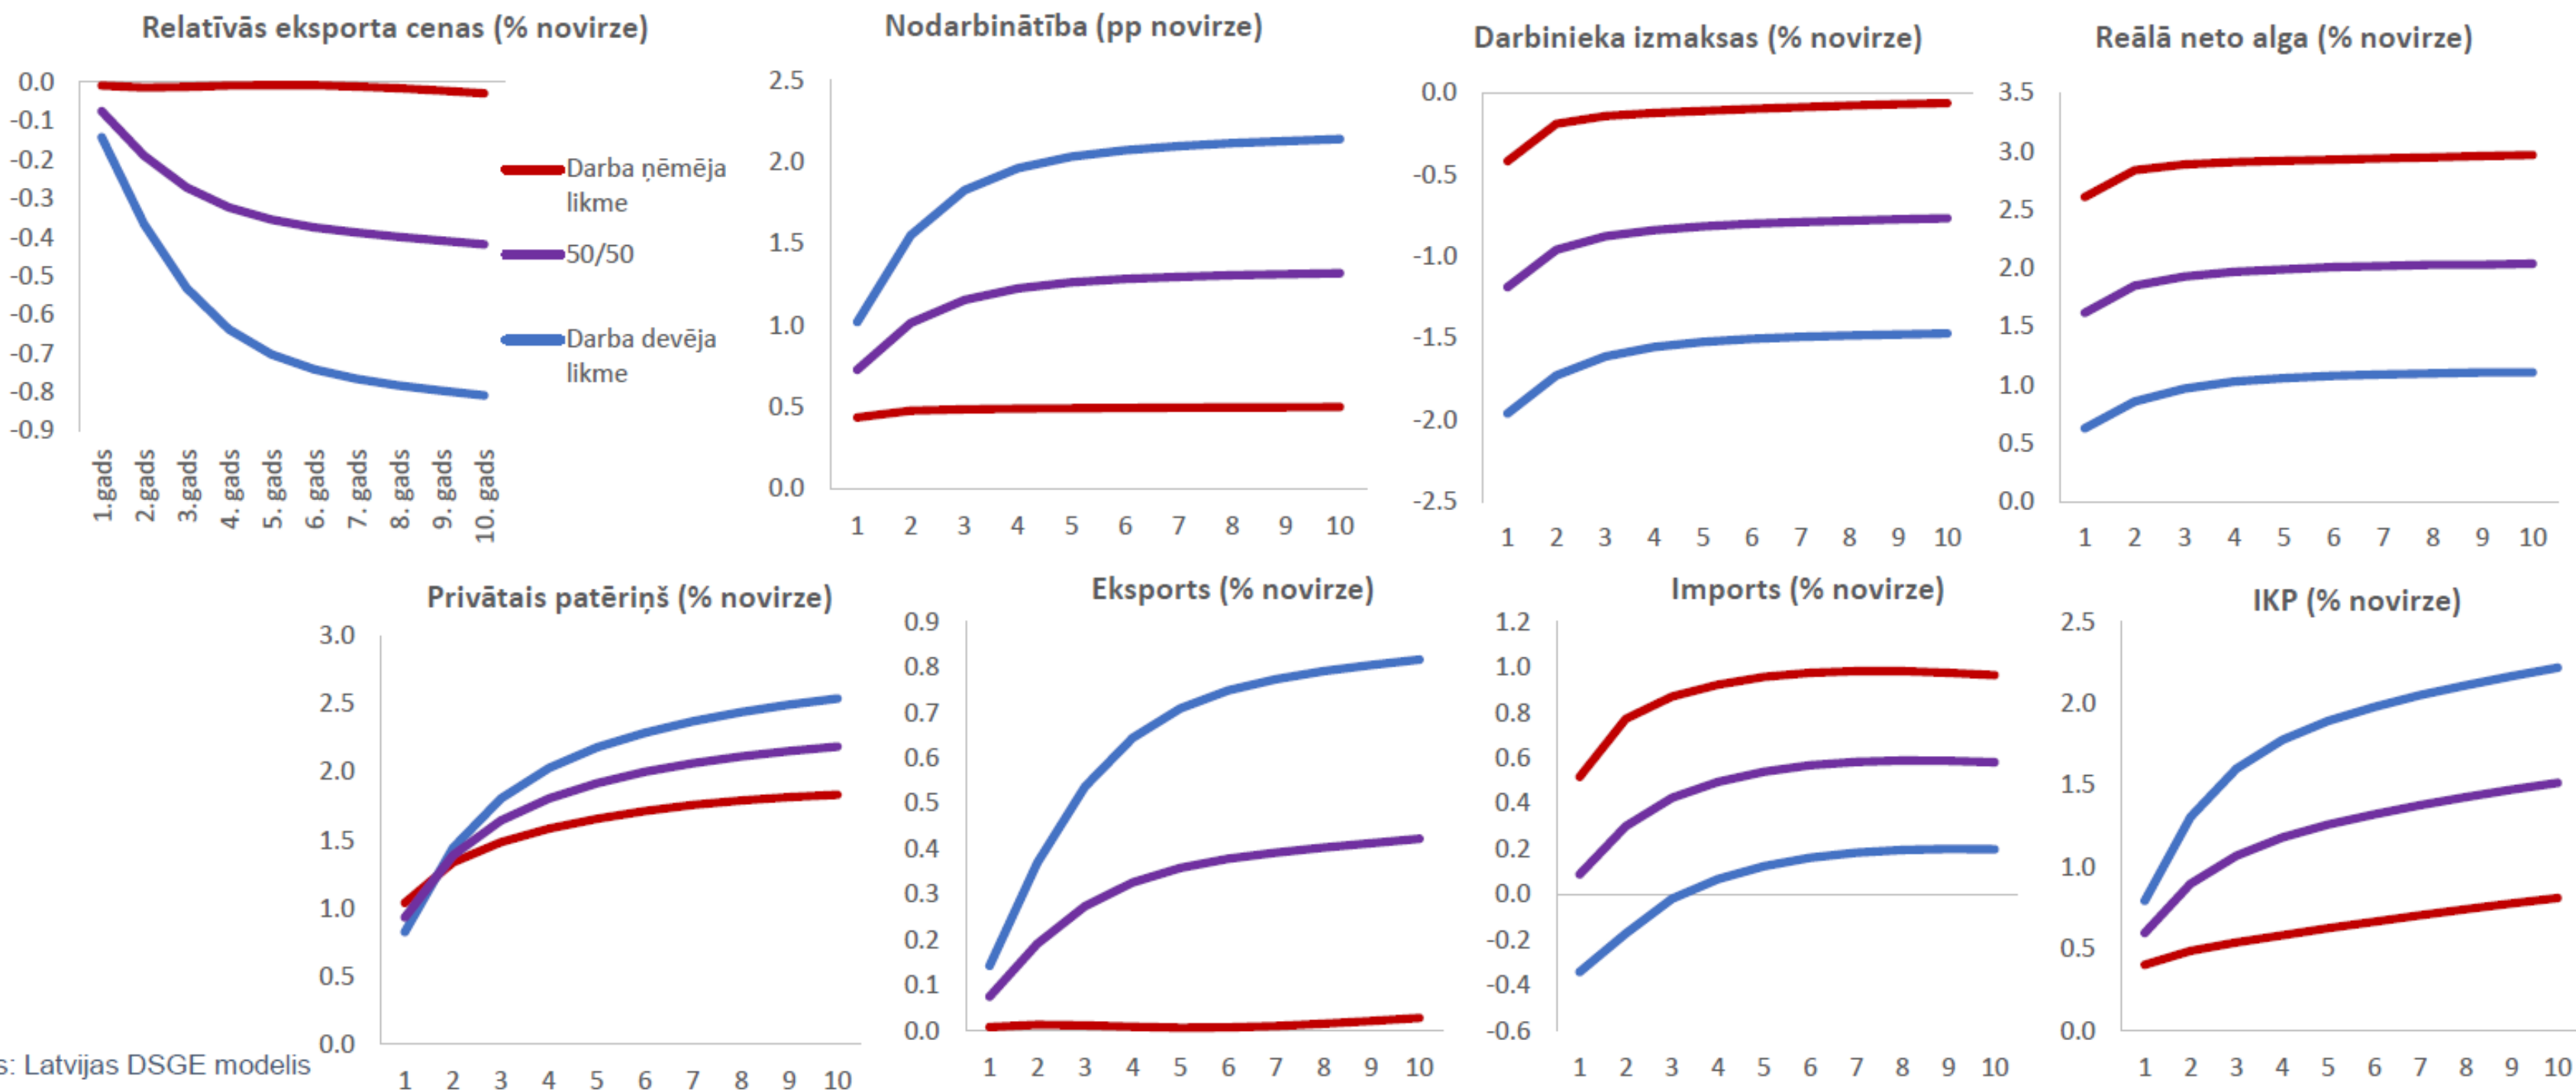 Relatīvās eksporta cenas (% novirze)
0.0
-0.1
-0.2
-0.3
-0.4
-0.5
-0.6
-0.7
-0.8
-0.9
1.gads
2.gads
3.gads
4. gads
5. gads
6. gads
7. gads
8. gads
9. gads
10. gads
Darba ņēmēja
likme
50/50
Darba devēja
likme
Nodarbinātība (pp novirze)
2.5
2.0
1.5
1.0
0.5
0.0
1 2 3 4 5 6 7 8 9 10
Darbinieka izmaksas (% novirze)
0.0
-0.5
-1.0
-1.5
-2.0
-2.5
1 2 3 4 5 6 7 8 9 10
Reālā neto alga (% novirze)
3.5
3.0
2.5
2.0
1.5
1.0
0.5
0.0
1 2 3 4 5 6 7 8 9 10
Privātais patēriņš (% novirze)
3.0
2.5
2.0
1.5
1.0
0.5
0.0
1 2 3 4 5 6 7 8 9 10
Eksports (% novirze)
0.9
0.8
0.7
0.6
0.5
0.4
0.3
0.2
0.1
0.0
1 2 3 4 5 6 7 8 9 10
Imports (% novirze)
1.2
1.0
0.8
0.6
0.4
0.2
0.0
-0.2
-0.4
-0.6
1 2 3 4 5 6 7 8 9 10
IKP (% novirze)
2.5
2.0
1.5
1.0
0.5
0.0
1 2 3 4 5 6 7 8 9 10
s: Latvijas DSGE modelis